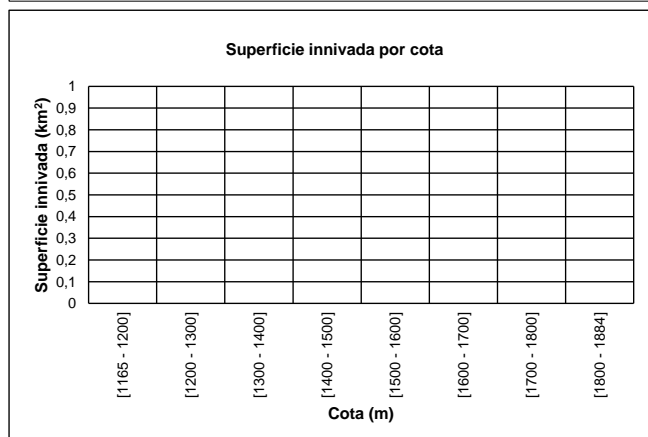 Superficie innivada por cota
Superficie innivada (km²)
1
0,9
0,8
0,7
0,6
0,5
0,4
0,3
0,2
0,1
0
[1165 - 1200]
[1200 - 1300]
[1300 - 1400]
[1400 - 1500]
[1500 - 1600]
[1600 - 1700]
[1700 - 1800]
[1800 - 1884]
Cota (m)